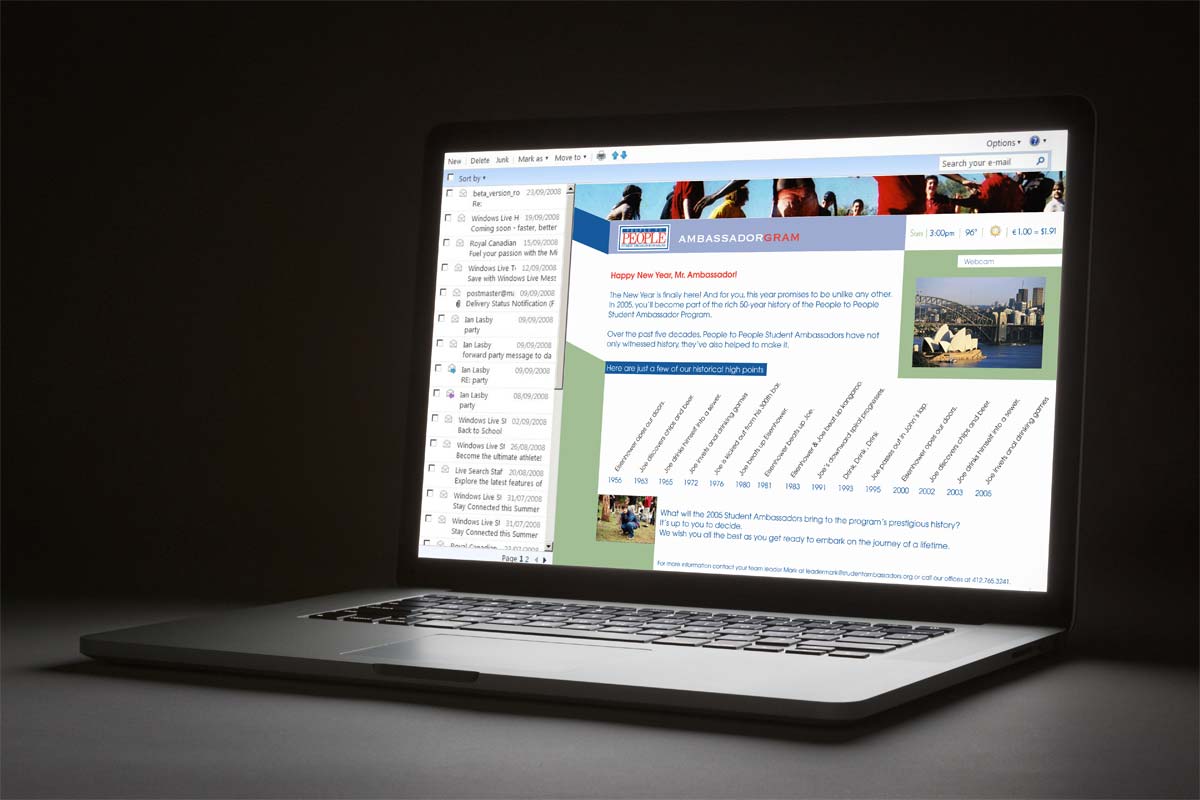 New Delete Junk Mark as Move to
Options
Search your e-mail
Sort by
beta_version_ro 23/09/2008
Re:
Windows Live H 19/09/2008
Coming soon - faster, better
Royal Canadian 15/09/2008
Fuel your passion with the Mi
Windows Live T 12/09/2008
Save with Windows Live Mess
postmaster@m 09/09/2008
Delivery Status Notification (F
Ian Lasby 09/09/2008
party
Ian Lasby 09/09/2008
forward party message to da
Ian Lasby 09/09/2008
RE: party
Ian Lasby 08/09/2008
party
Windows Live Sl 02/09/2008
Back to School
Windows Live Sl 26/08/2008
Become the ultimate athlete!
Live Search Staff 20/08/2008
Explore the latest features of
Windows Live Sl 31/07/2008
Stay Connected this Summer
Windows Live Sl 31/07/2008
Stay Connected this Summer
Royal Canadian
Page 1 2
PEOPLE TO
PEOPLE
AMBASSADORGRAM
3:00pm 96° €1.00 = $1.91
Webcam
Happy New Year, Mr. Ambassador!
The New Year is finally here! And for you, this year promises to be unlike any other.
In 2005, you'll become part of the rich 50-year history of the People to People
Student Ambassador Program.
Over the past five decades, People to People Student Ambassadors have not
only witnessed history, they've also helped to make it.
Here are just a few of our historical high points
Eisenhower opes our doors.
Joe discovers chips and beer.
Joe drinks himself into a sewer.
Joe invets anal drinking games
Joe is kicked out from his 300th bar.
Joe beats up Eisenhower.
Eisenhower beats up Joe.
Eisenhower & Joe beat up kangaroo.
Joe's downward spiral progresses.
Drink, Drink, Drink
Joe passes out in John's lap.
Eisenhower opes our doors.
Joe discovers chips and beer.
Joe drinks himself into a sewer.
Joe invets anal drinking games
1956 1963 1965 1972 1976 1980 1981 1983 1991 1993 1995 2000 2002 2003 2005
What will the 2005 Student Ambassadors bring to the program's prestigious history?
It's up to you to decide.
We wish you all the best as you get ready to embark on the journey of a lifetime.
For more information contact your team leader Mark at leadermark@studentambassadors.org or call our offices at 412.765.3241.